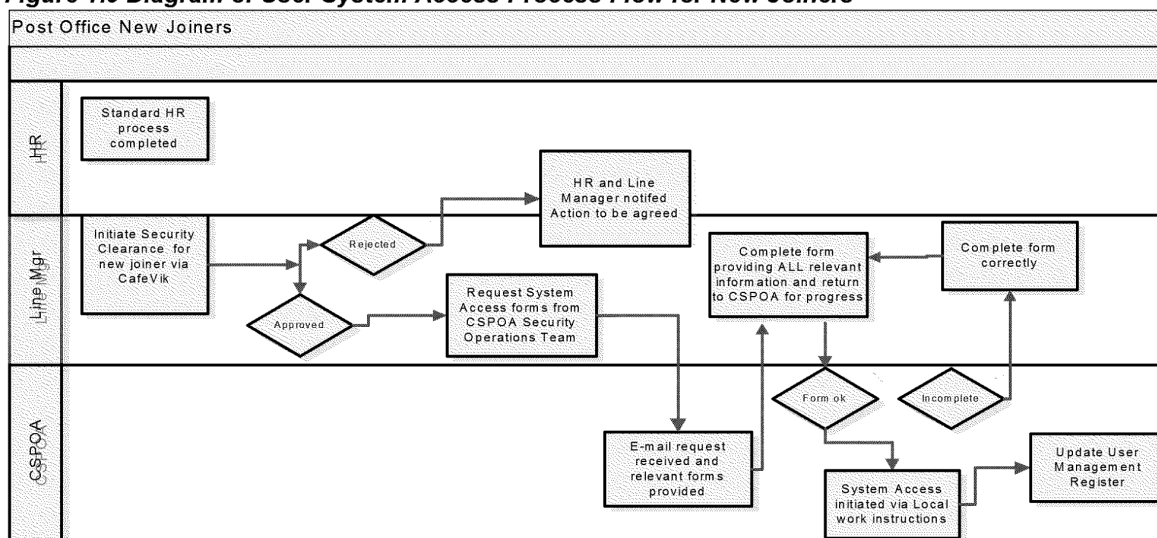 Figure 1.0 Diagram of User System Access Process Flow for New Joiners
Post Office New Joiners
HR
Standard HR
process
completed
HR and Line
Manager notifed
Action to be agreed
Line Mgr
Initiate Security
Clearance for
new joiner via
CafeVik
Rejected
Approved
Request System
Access forms from
CSPOA Security
Operations Team
Complete form
providing ALL relevant
information and return
to CSPOA for progress
Complete form
correctly
CSPOA
E-mail request
received and
relevant forms
provided
Form ok
Incomplete
System Access
initiated via Local
work instructions
Update User
Management
Register